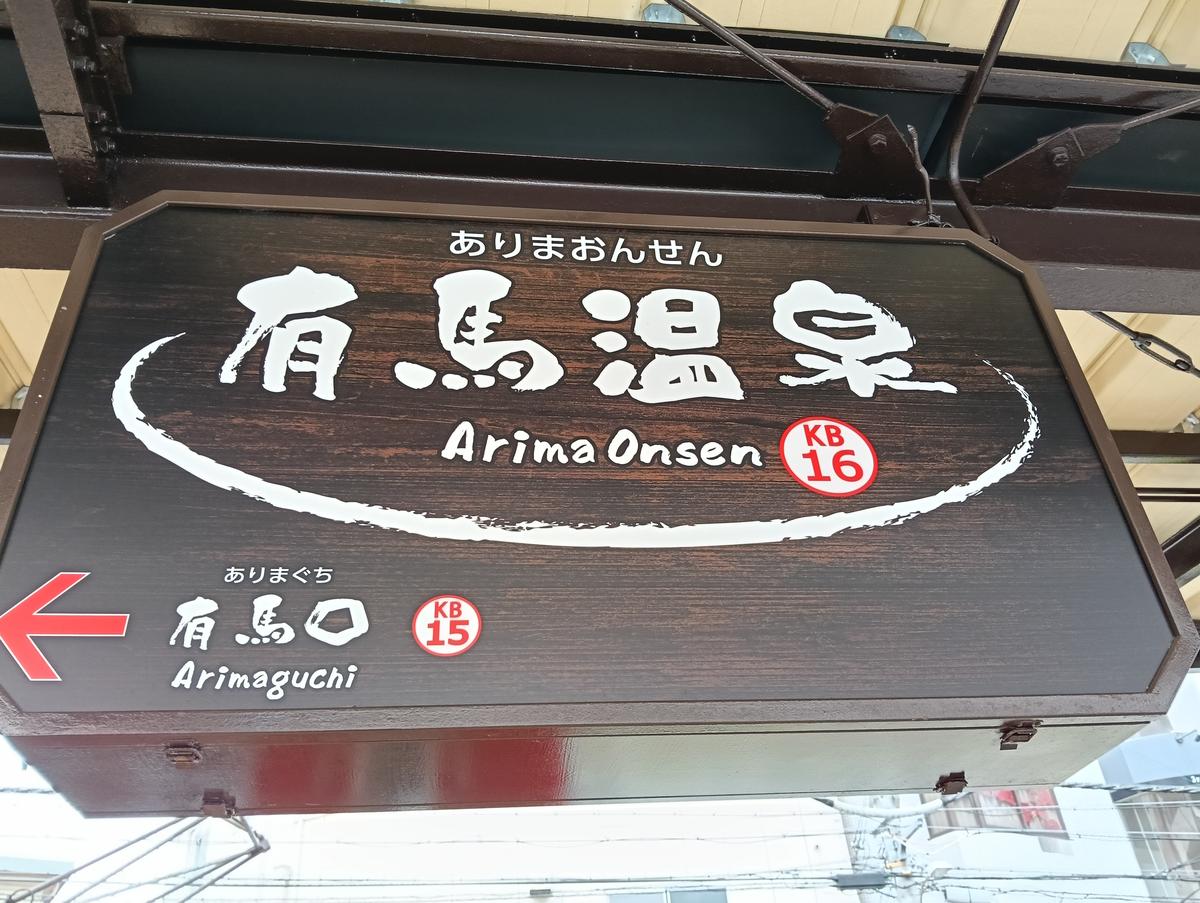 ありまおんせん
有馬温泉
Arima Onsen KB 16
ありまぐち
有馬口 KB 15
Arimaguchi